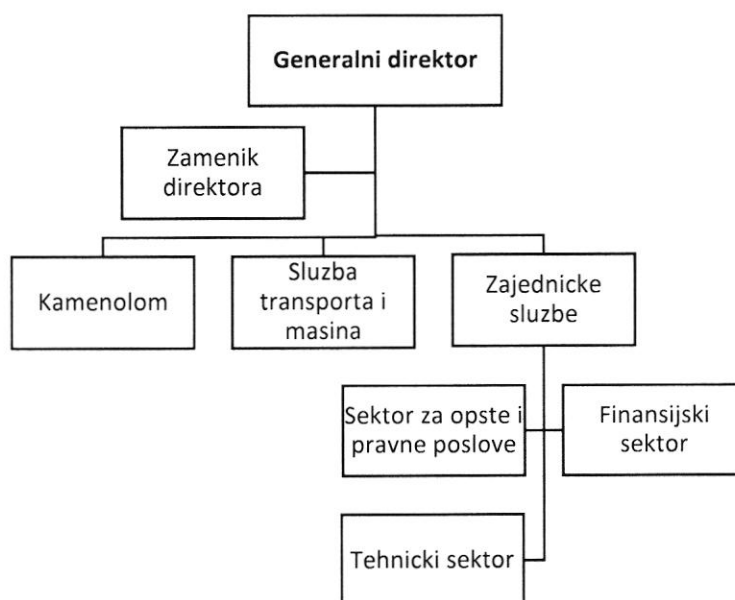 Generalni direktor
Zamenik
direktora
Kamenolom
Sluzba
transporta i
masina
Zajednicke
sluzbe
Sektor za opste i
pravne poslove
Finansijski
sektor
Tehnicki sektor